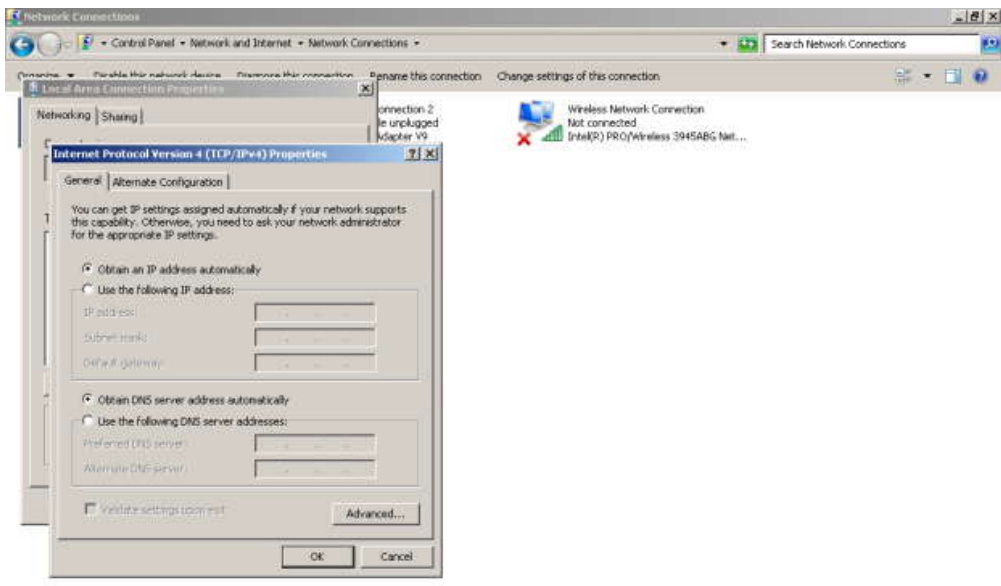 Network Connections
Control Panel Network and Internet Network Connections
Search Network Connections
Organize Disable this network device Diagnose this connection Rename this connection Change settings of this connection
Local Area Connection Properties
Networking Sharing
onnection 2
le unplugged
Adapter V9
Wireless Network Connection
Not connected
Intel(R) PRO/Wireless 3945ABG Net...
Internet Protocol Version 4 (TCP/IPv4) Properties
General Alternate Configuration
You can get IP settings assigned automatically if your network supports
this capability. Otherwise, you need to ask your network administrator
for the appropriate IP settings.
Obtain an IP address automatically
Use the following IP address:
IP address:
Subnet mask:
Default gateway:
Obtain DNS server address automatically
Use the following DNS server addresses:
Preferred DNS server:
Alternate DNS server:
Validate settings upon exit
Advanced...
OK Cancel